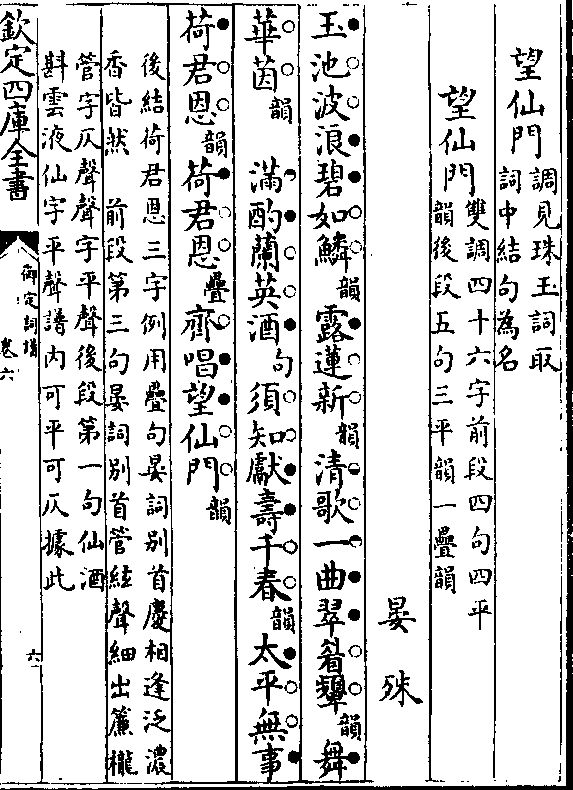 望仙門 調見珠玉詞取
詞中結句為名
望仙門 雙調四十六字前段四句四平
韻後段五句三平韻一疊韻
晏殊
玉池波浪碧如鱗韻露蓮新韻清歌一曲翠眉顰韻舞
華茵韻 滿酌蘭英酒句須知獻壽千春韻太平無事
荷君恩韻荷君恩疊齊唱望仙門韻
後結荷君恩三字例用疊句晏詞別首慶相逢泛濃
香皆然 前段第三句晏詞別首管絃聲細出簾櫳
管字仄聲聲字平聲後段第一句仙酒
斟雲液仙字平聲譜内可平可仄據此
欽定四庫全書
御定詞譜
卷六
六